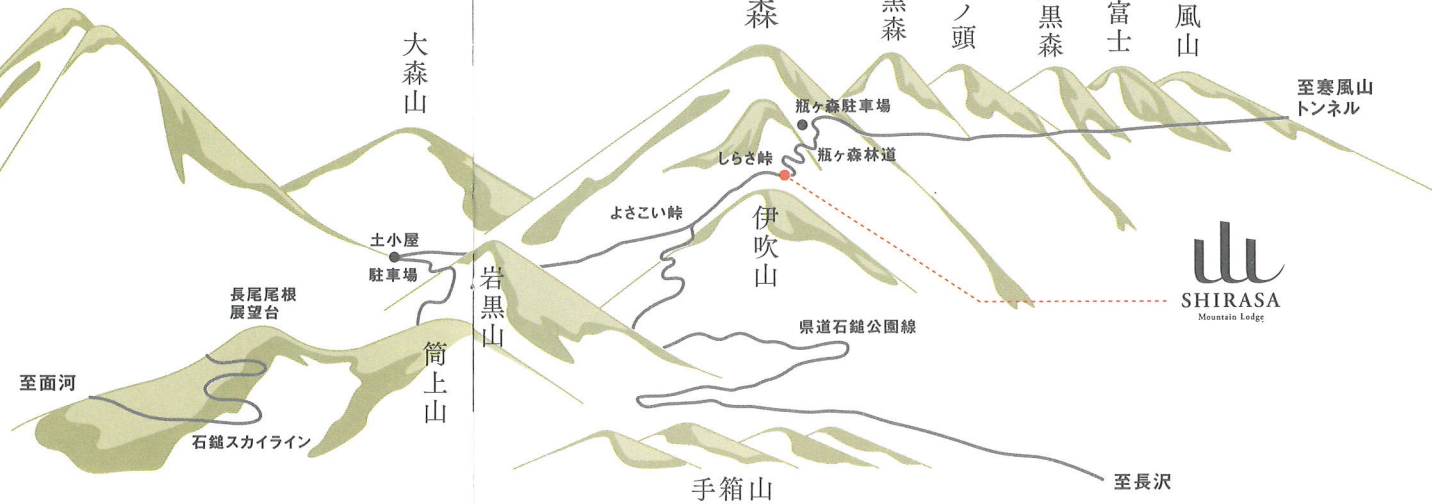 大森山
森
黒森
ノ頭
黒森
富士
風山
至寒風山
トンネル
瓶ヶ森駐車場
瓶ヶ森林道
しらさ峠
よさこい峠
伊吹山
土小屋
駐車場
岩黒山
長尾尾根
展望台
筒上山
至面河
石鎚スカイライン
県道石鎚公園線
SHIRASA
Mountain Lodge
手箱山
至長沢